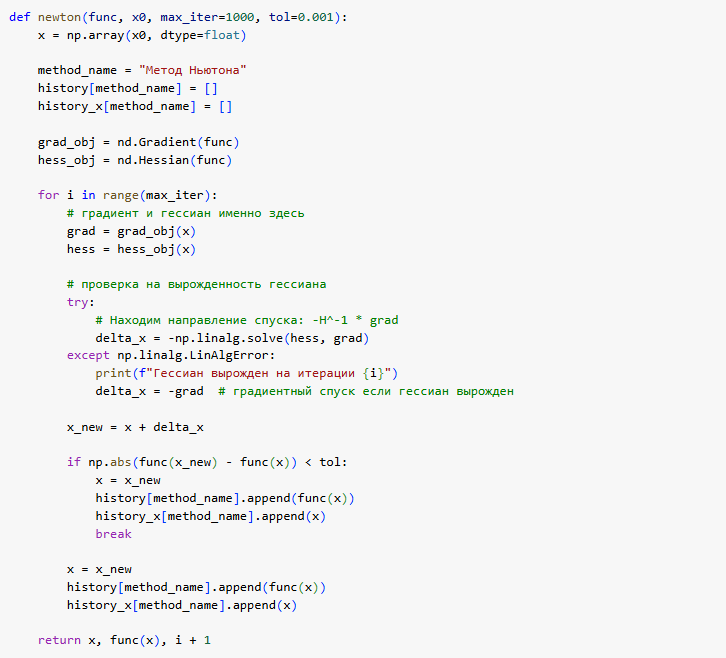 def newton(func, x0, max_iter=1000, tol=0.001):
    x = np.array(x0, dtype=float)

    method_name = "Метод Ньютона"
    history[method_name] = []
    history_x[method_name] = []

    grad_obj = nd.Gradient(func)
    hess_obj = nd.Hessian(func)

    for i in range(max_iter):
        # градиент и гессиан именно здесь
        grad = grad_obj(x)
        hess = hess_obj(x)

        # проверка на вырожденность гессиана
        try:
            # Находим направление спуска: -H^-1 * grad
            delta_x = -np.linalg.solve(hess, grad)
        except np.linalg.LinAlgError:
            print(f"Гессиан вырожден на итерации {i}")
            delta_x = -grad  # градиентный спуск если гессиан вырожден

        x_new = x + delta_x

        if np.abs(func(x_new) - func(x)) < tol:
            x = x_new
            history[method_name].append(func(x))
            history_x[method_name].append(x)
            break

        x = x_new
        history[method_name].append(func(x))
        history_x[method_name].append(x)

    return x, func(x), i + 1